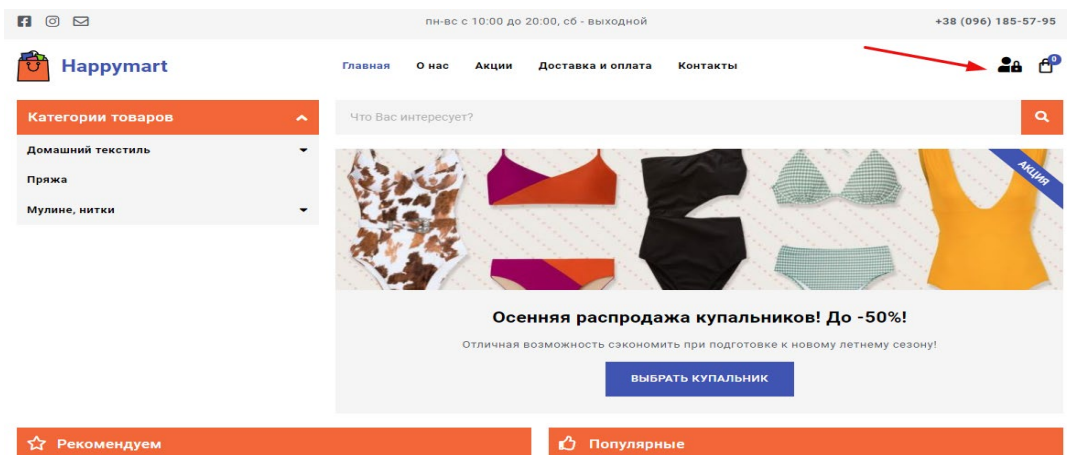 пн-вс с 10:00 до 20:00, сб - выходной
+38 (096) 185-57-95
Happymart
Главная О нас Акции Доставка и оплата Контакты
0
Категории товаров
Что Вас интересует?
Домашний текстиль
Пряжа
Мулине, нитки
АКЦИЯ
Осенняя распродажа купальников! До -50%!
Отличная возможность сэкономить при подготовке к новому летнему сезону!
ВЫБРАТЬ КУПАЛЬНИК
Рекомендуем
Популярные